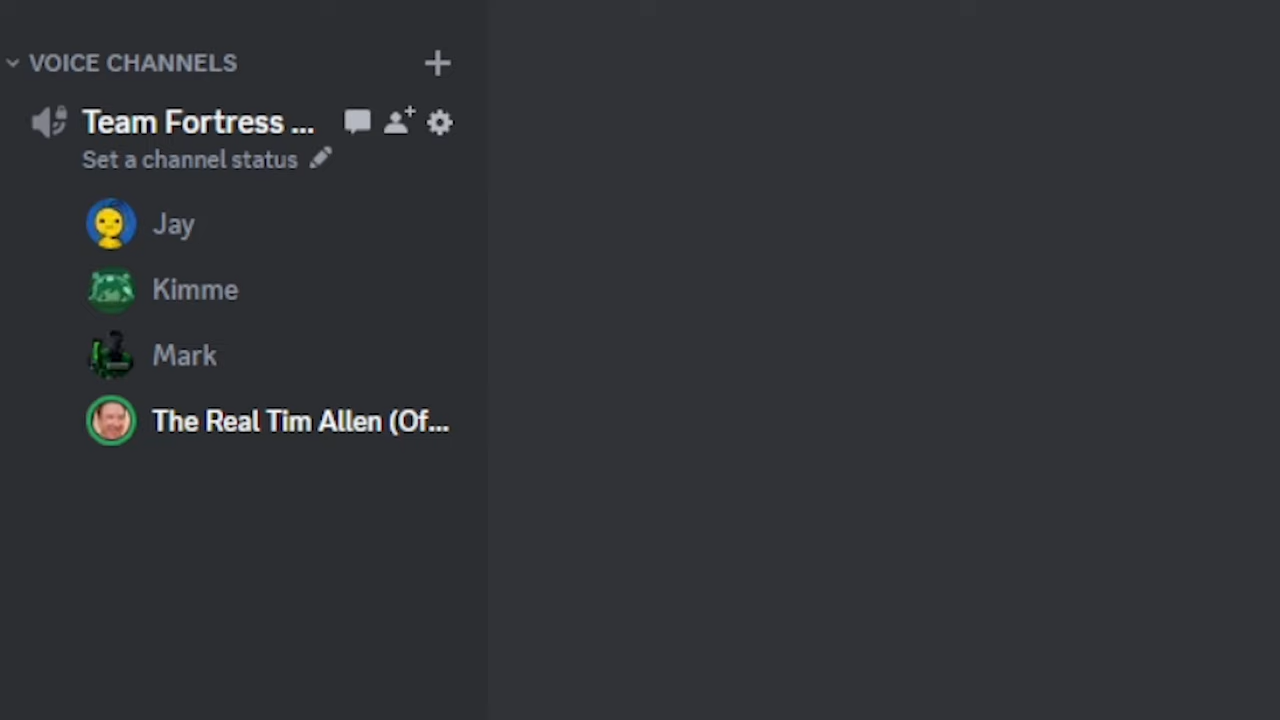 VOICE CHANNELS
Team Fortress ...
Set a channel status
Jay
Kimme
Mark
The Real Tim Allen (Of...